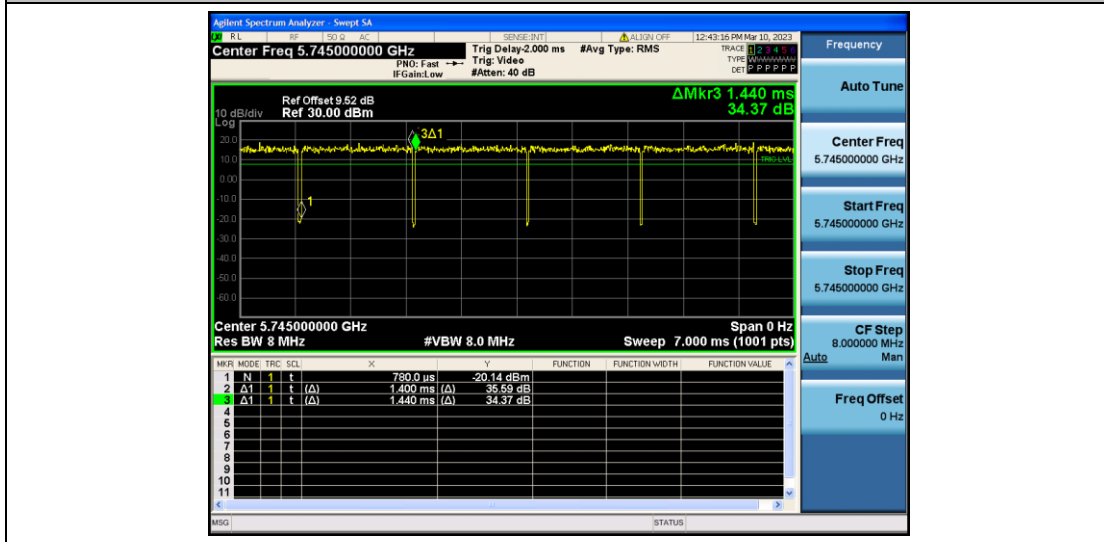 Agilent Spectrum Analyzer - Swept SA
RL RF 50 Ω AC SENSE:INT ALIGN OFF 12:43:16 PM Mar 10, 2023
Center Freq 5.745000000 GHz
Trig Delay-2.000 ms #Avg Type: RMS
TRACE 1 2 3 4 5 6
PNO: Fast Trig: Video
TYPE
IFGain:Low #Atten: 40 dB
DET P P P P P P
ΔMkr3 1.440 ms
34.37 dB
Ref Offset 9.52 dB
10 dB/div Ref 30.00 dBm
Log
20.0
10.0
0.00
-10.0
-20.0
-30.0
-40.0
-50.0
-60.0
3Δ1
TRIG LVL
1
Center 5.745000000 GHz Span 0 Hz
Res BW 8 MHz #VBW 8.0 MHz Sweep 7.000 ms (1001 pts)
MKR MODE TRC SCL X Y FUNCTION FUNCTION WIDTH FUNCTION VALUE
1 N 1 t 780.0 µs -20.14 dBm
2 Δ1 1 t (Δ) 1.400 ms (Δ) 35.59 dB
3 Δ1 1 t (Δ) 1.440 ms (Δ) 34.37 dB
4
5
6
7
8
9
10
11
MSG STATUS
Frequency
Auto Tune
Center Freq
5.745000000 GHz
Start Freq
5.745000000 GHz
Stop Freq
5.745000000 GHz
CF Step
8.000000 MHz
Auto Man
Freq Offset
0 Hz